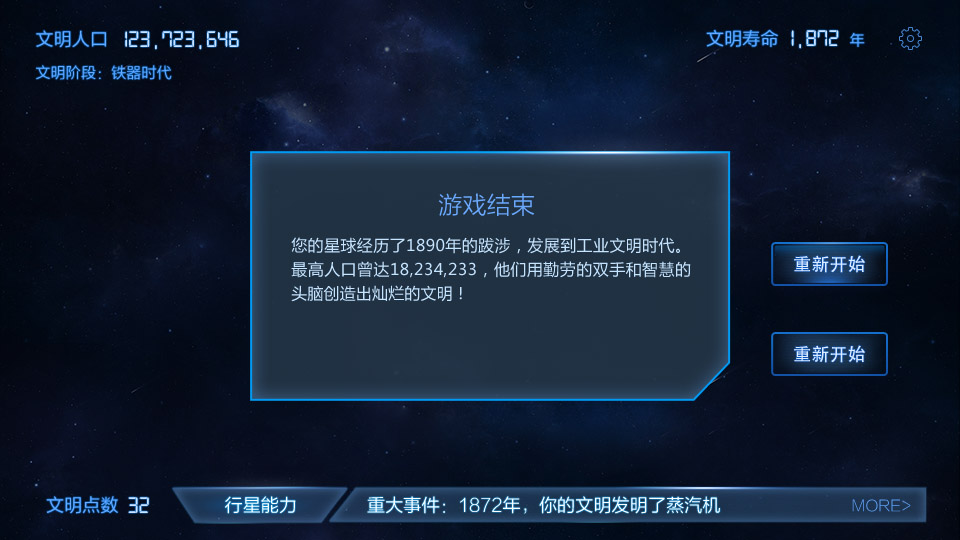 文明人口 123,723,646
文明寿命 1,872 年
文明阶段：铁器时代
游戏结束
您的星球经历了1890年的跋涉，发展到工业文明时代。
最高人口曾达18,234,233，他们用勤劳的双手和智慧的
头脑创造出灿烂的文明！
重新开始
重新开始
文明点数 32
行星能力
重大事件：1872年，你的文明发明了蒸汽机
MORE>